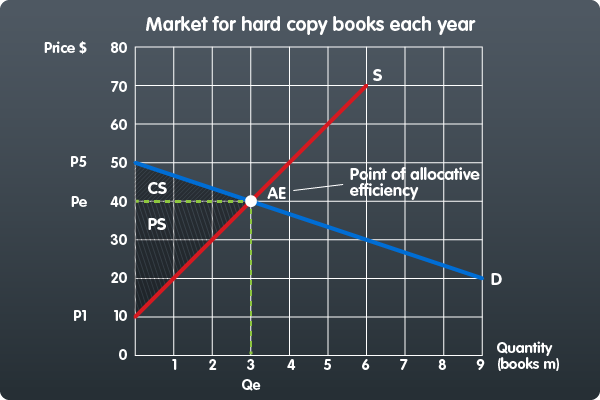 Market for hard copy books each year
Price $
80
70
60
P5 50
Pe 40
30
20
P1 10
0
S
CS
PS
AE
Point of allocative
efficiency
D
1 2 3 4 5 6 7 8 9
Qe
Quantity
(books m)